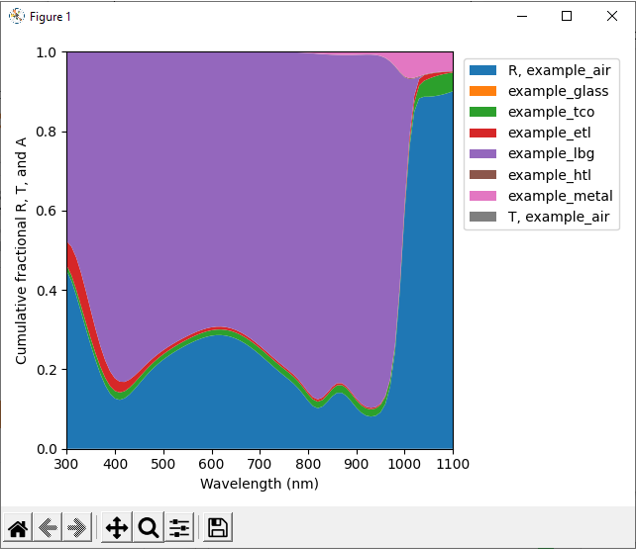 Figure 1
1.0
0.8
0.6
0.4
0.2
0.0
Cumulative fractional R, T, and A
300 400 500 600 700 800 900 1000 1100
Wavelength (nm)
R, example_air
example_glass
example_tco
example_etl
example_lbg
example_htl
example_metal
T, example_air